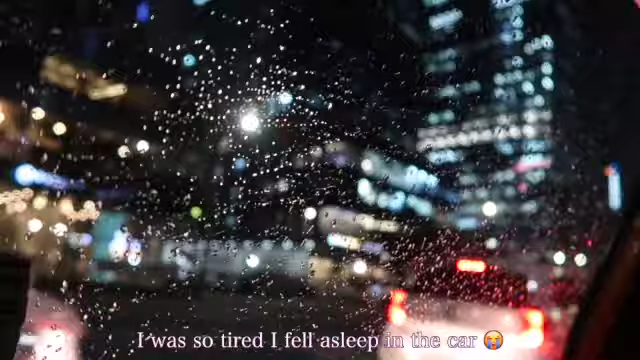 I was so tired I fell asleep in the car 😭